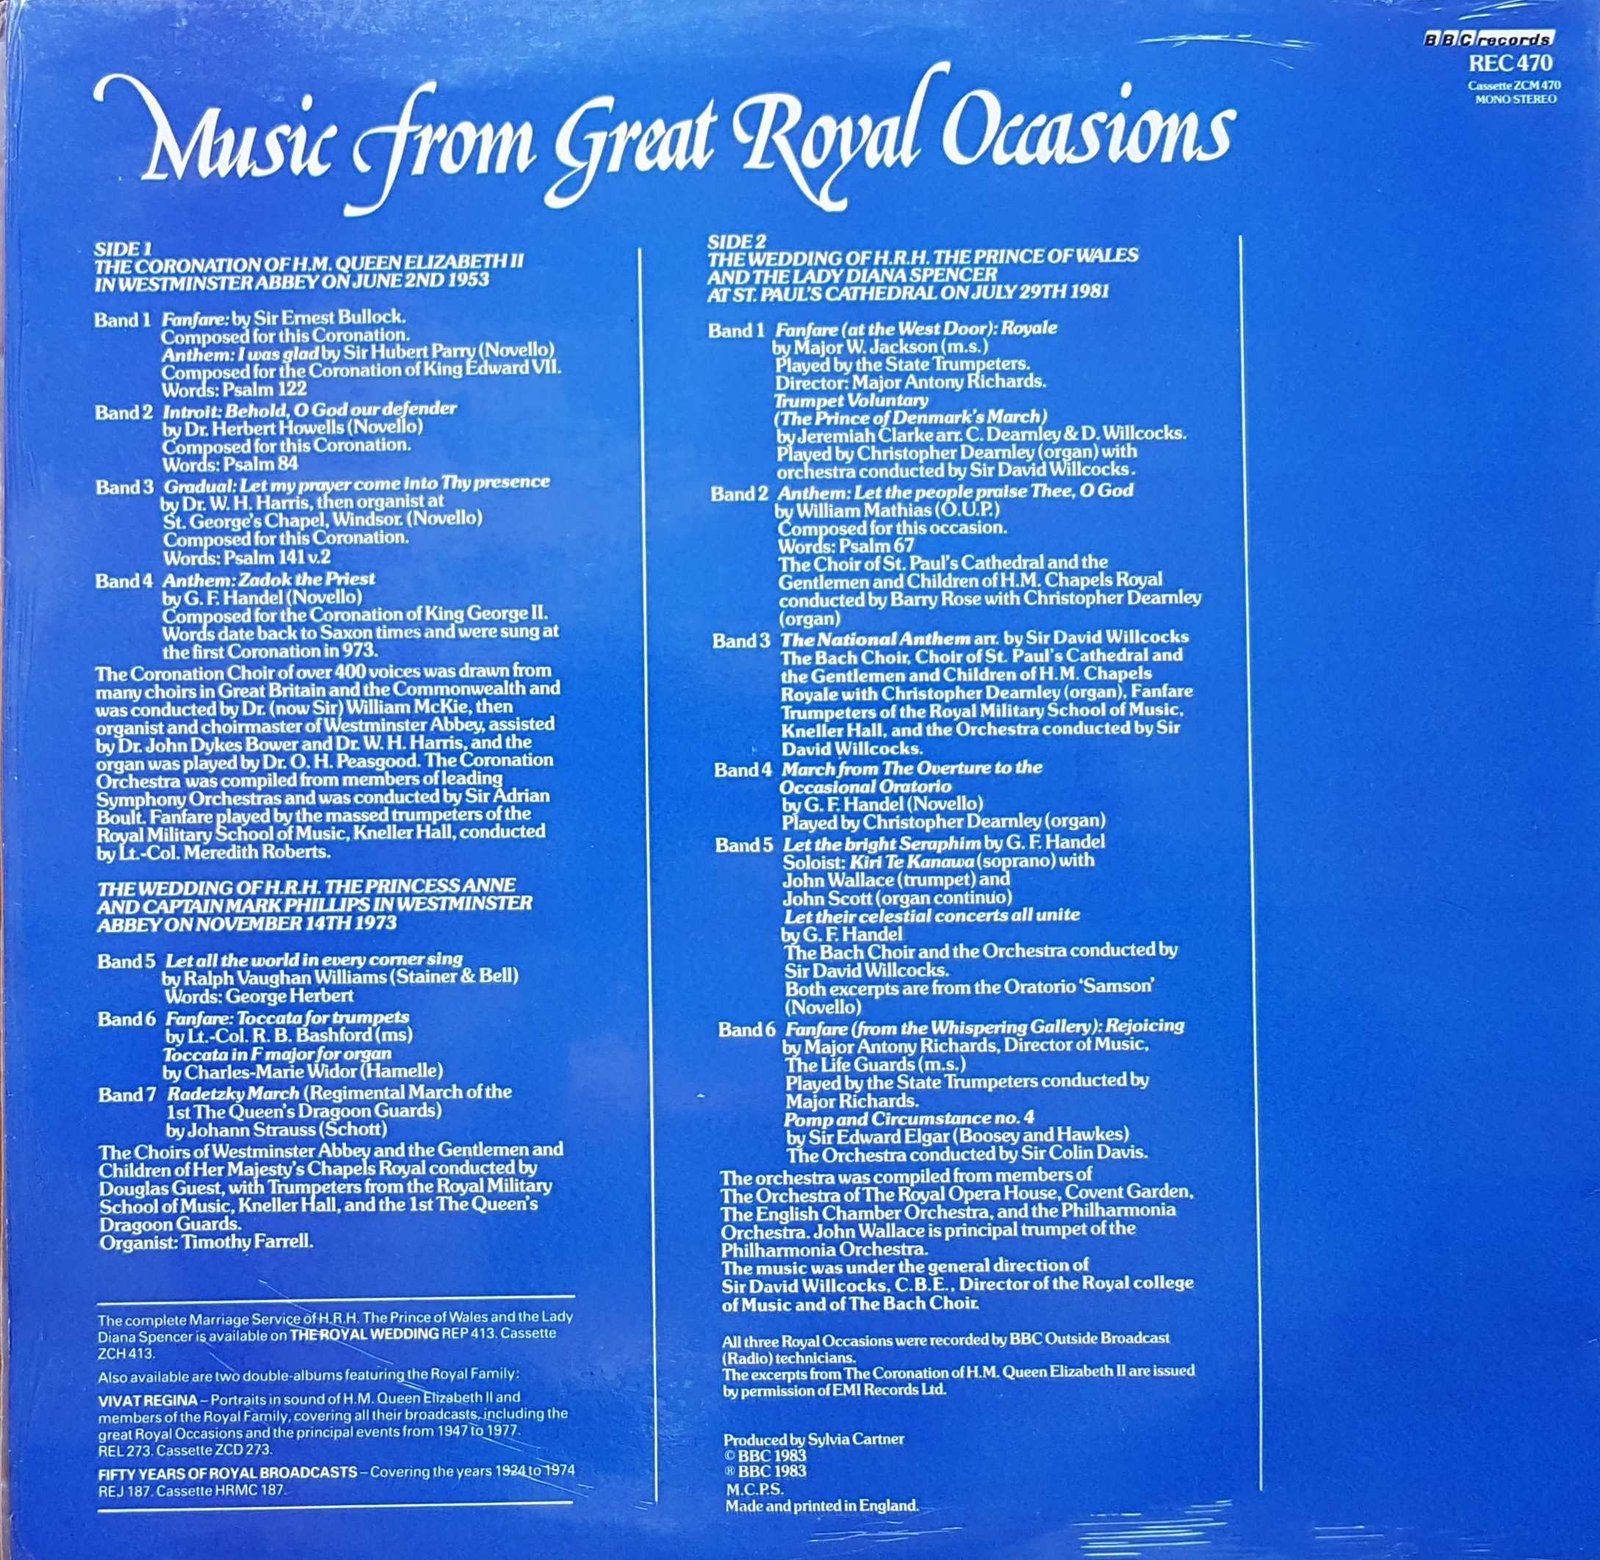 BBC records
REC 470
Cassette ZCM 470
MONO/STEREO
Music from Great Royal Occasions
SIDE 1
THE CORONATION OF H.M. QUEEN ELIZABETH II
IN WESTMINSTER ABBEY ON JUNE 2ND 1953
Band 1 Fanfare: by Sir Ernest Bullock.
Composed for this Coronation.
Anthem: I was glad by Sir Hubert Parry (Novello)
Composed for the Coronation of King Edward VII.
Words: Psalm 122
Band 2 Introit: Behold, O God our defender
by Dr. Herbert Howells (Novello)
Composed for this Coronation.
Words: Psalm 84
Band 3 Gradual: Let my prayer come into Thy presence
by Dr. W. H. Harris, then organist at
St. George's Chapel, Windsor. (Novello)
Composed for this Coronation.
Words: Psalm 141 v.2
Band 4 Anthem: Zadok the Priest
by G. F. Handel (Novello)
Composed for the Coronation of King George II.
Words date back to Saxon times and were sung at
the first Coronation in 973.
The Coronation Choir of over 400 voices was drawn from
many choirs in Great Britain and the Commonwealth and
was conducted by Dr. (now Sir) William McKie, then
organist and choirmaster of Westminster Abbey, assisted
by Dr. John Dykes Bower and Dr. W. H. Harris, and the
organ was played by Dr. O. H. Peasgood. The Coronation
Orchestra was compiled from members of leading
Symphony Orchestras and was conducted by Sir Adrian
Boult. Fanfare played by the massed trumpeters of the
Royal Military School of Music, Kneller Hall, conducted
by Lt.-Col. Meredith Roberts.
THE WEDDING OF H.R.H. THE PRINCESS ANNE
AND CAPTAIN MARK PHILLIPS IN WESTMINSTER
ABBEY ON NOVEMBER 14TH 1973
Band 5 Let all the world in every corner sing
by Ralph Vaughan Williams (Stainer & Bell)
Words: George Herbert
Band 6 Fanfare: Toccata for trumpets
by Lt.-Col. R. B. Bashford (ms)
Toccata in F major for organ
by Charles-Marie Widor (Hamelle)
Band 7 Radetzky March (Regimental March of the
1st The Queen's Dragoon Guards)
by Johann Strauss (Schott)
The Choirs of Westminster Abbey and the Gentlemen and
Children of Her Majesty's Chapels Royal conducted by
Douglas Guest, with Trumpeters from the Royal Military
School of Music, Kneller Hall, and the 1st The Queen's
Dragoon Guards.
Organist: Timothy Farrell.
The complete Marriage Service of H.R.H. The Prince of Wales and the Lady
Diana Spencer is available on THE ROYAL WEDDING REP 413. Cassette
ZCH 413.
Also available are two double-albums featuring the Royal Family:
VIVAT REGINA – Portraits in sound of H.M. Queen Elizabeth II and
members of the Royal Family, covering all their broadcasts, including the
great Royal Occasions and the principal events from 1947 to 1977.
REL 273. Cassette ZCD 273.
FIFTY YEARS OF ROYAL BROADCASTS – Covering the years 1924 to 1974
REJ 187. Cassette HRMC 187.
SIDE 2
THE WEDDING OF H.R.H. THE PRINCE OF WALES
AND THE LADY DIANA SPENCER
AT ST. PAUL'S CATHEDRAL ON JULY 29TH 1981
Band 1 Fanfare (at the West Door): Royale
by Major W. Jackson (m.s.)
Played by the State Trumpeters.
Director: Major Antony Richards.
Trumpet Voluntary
(The Prince of Denmark's March)
by Jeremiah Clarke arr. C. Dearnley & D. Willcocks.
Played by Christopher Dearnley (organ) with
orchestra conducted by Sir David Willcocks.
Band 2 Anthem: Let the people praise Thee, O God
by William Mathias (O.U.P.)
Composed for this occasion.
Words: Psalm 67
The Choir of St. Paul's Cathedral and the
Gentlemen and Children of H.M. Chapels Royal
conducted by Barry Rose with Christopher Dearnley
(organ)
Band 3 The National Anthem arr. by Sir David Willcocks
The Bach Choir, Choir of St. Paul's Cathedral and
the Gentlemen and Children of H.M. Chapels
Royale with Christopher Dearnley (organ), Fanfare
Trumpeters of the Royal Military School of Music,
Kneller Hall, and the Orchestra conducted by Sir
David Willcocks.
Band 4 March from The Overture to the
Occasional Oratorio
by G. F. Handel (Novello)
Played by Christopher Dearnley (organ)
Band 5 Let the bright Seraphim by G. F. Handel
Soloist: Kiri Te Kanawa (soprano) with
John Wallace (trumpet) and
John Scott (organ continuo)
Let their celestial concerts all unite
by G. F. Handel
The Bach Choir and the Orchestra conducted by
Sir David Willcocks.
Both excerpts are from the Oratorio 'Samson'
(Novello)
Band 6 Fanfare (from the Whispering Gallery): Rejoicing
by Major Antony Richards, Director of Music,
The Life Guards (m.s.)
Played by the State Trumpeters conducted by
Major Richards.
Pomp and Circumstance no. 4
by Sir Edward Elgar (Boosey and Hawkes)
The Orchestra conducted by Sir Colin Davis.
The orchestra was compiled from members of
The Orchestra of The Royal Opera House, Covent Garden,
The English Chamber Orchestra, and the Philharmonia
Orchestra. John Wallace is principal trumpet of the
Philharmonia Orchestra.
The music was under the general direction of
Sir David Willcocks, C.B.E., Director of the Royal college
of Music and of The Bach Choir.
All three Royal Occasions were recorded by BBC Outside Broadcast
(Radio) technicians.
The excerpts from The Coronation of H.M. Queen Elizabeth II are issued
by permission of EMI Records Ltd.
Produced by Sylvia Cartner
© BBC 1983
℗ BBC 1983
M.C.P.S.
Made and printed in England.